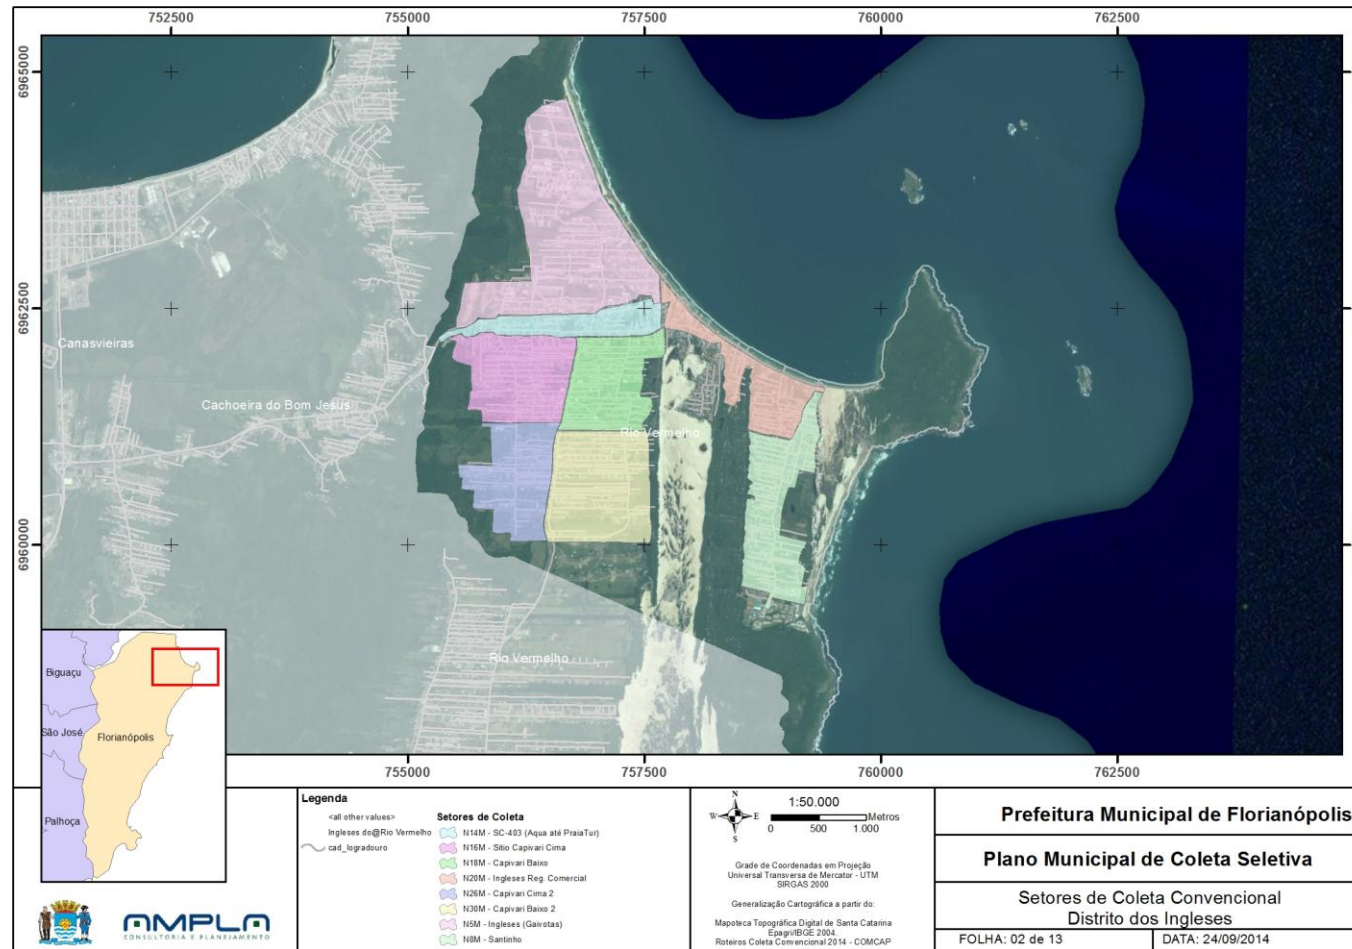 752500 755000 757500 760000 762500
6965000
6962500
6960000
Canasvieiras
Cachoeira do Bom Jesus
Rio Vermelho
Rio Vermelho
755000 757500 760000 762500
Biguaçu
São José
Florianópolis
Palhoça
AMPLA
CONSULTORIA E PLANEJAMENTO
Legenda
<all other values>
Ingleses do@Rio Vermelho
cad_logradouro
Setores de Coleta
N14M - SC-403 (Aqua até PraiaTur)
N16M - Sitio Capivari Cima
N18M - Capivari Baixo
N20M - Ingleses Reg. Comercial
N26M - Capivari Cima 2
N30M - Capivari Baixo 2
N5M - Ingleses (Gaivotas)
N8M - Santinho
N
W E
S
1:50.000
Metros
0 500 1.000
Grade de Coordenadas em Projeção
Universal Transversa de Mercator - UTM
SIRGAS 2000
Generalização Cartográfica a partir do:
Mapoteca Topográfica Digital de Santa Catarina
Epagri/IBGE 2004.
Roteiros Coleta Convencional 2014 - COMCAP
Prefeitura Municipal de Florianópolis
Plano Municipal de Coleta Seletiva
Setores de Coleta Convencional
Distrito dos Ingleses
FOLHA: 02 de 13 DATA: 24/09/2014